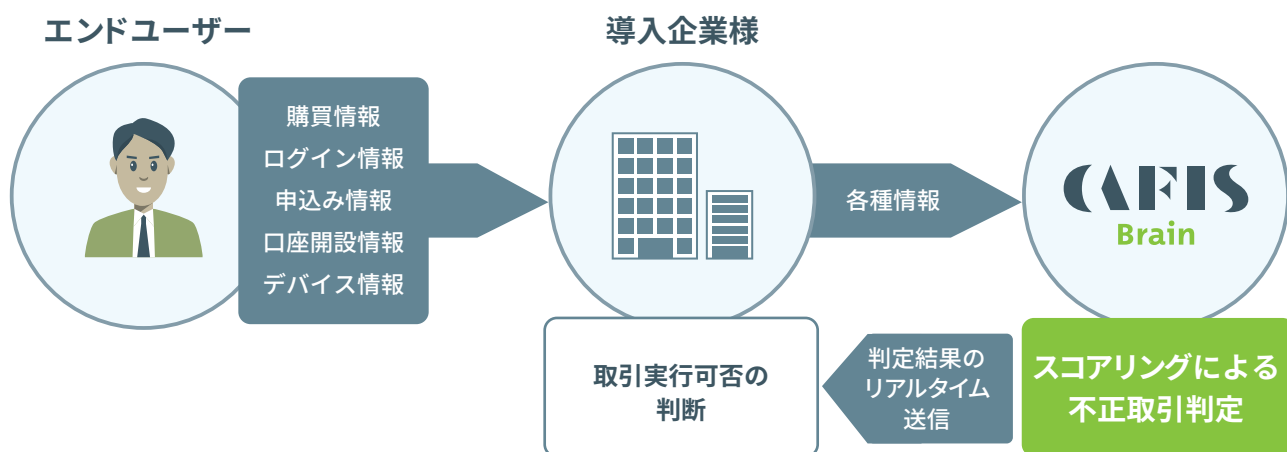 エンドユーザー
導入企業様
購買情報
ログイン情報
申込み情報
口座開設情報
デバイス情報
各種情報
CAFIS
Brain
取引実行可否の
判断
判定結果の
リアルタイム
送信
スコアリングによる
不正取引判定